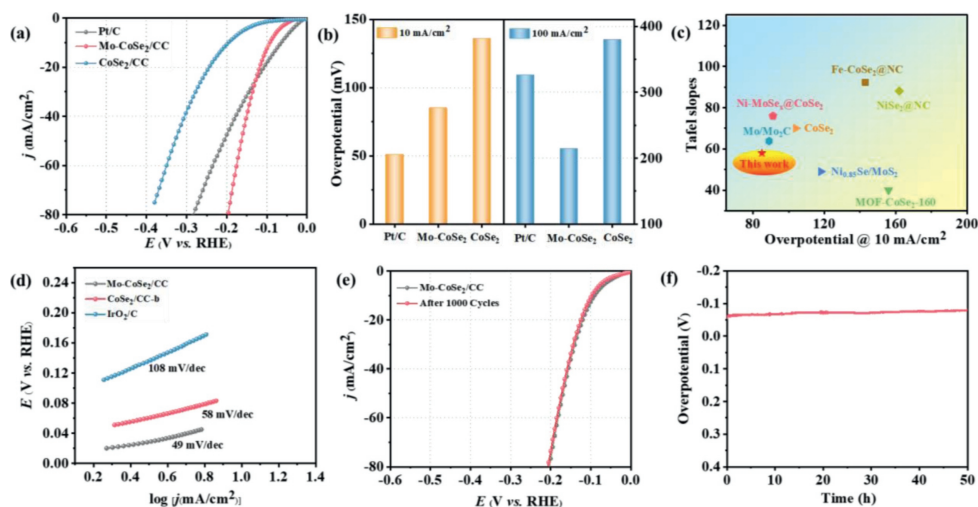 (a)
Pt/C
Mo-CoSe₂/CC
CoSe₂/CC
j (mA/cm²)
0
-20
-40
-60
-80
-0.6 -0.5 -0.4 -0.3 -0.2 -0.1 0.0
E (V vs. RHE)
(b)
10 mA/cm²
100 mA/cm²
Overpotential (mV)
150
120
90
60
30
0
400
300
200
100
Pt/C Mo-CoSe₂ CoSe₂ Pt/C Mo-CoSe₂ CoSe₂
(c)
Tafel slopes
120
100
80
60
40
Fe-CoSe₂@NC
NiSe₂@NC
Ni-MoSeₓ@CoSe₂
CoSe₂
Mo/Mo₂C
This work
Ni₀.₈₅Se/MoS₂
MOF-CoSe₂-160
80 120 160 200
Overpotential @ 10 mA/cm²
(d)
Mo-CoSe₂/CC
CoSe₂/CC-b
IrO₂/C
E (V vs. RHE)
0.24
0.20
0.16
0.12
0.08
0.04
0.00
108 mV/dec
58 mV/dec
49 mV/dec
0.0 0.2 0.4 0.6 0.8 1.0 1.2 1.4
log [j(mA/cm²)]
(e)
Mo-CoSe₂/CC
After 1000 Cycles
j (mA/cm²)
0
-20
-40
-60
-80
-0.6 -0.5 -0.4 -0.3 -0.2 -0.1 0.0
E (V vs. RHE)
(f)
Overpotential (V)
-0.2
-0.1
0.0
0.1
0.2
0.3
0.4
0 10 20 30 40 50
Time (h)